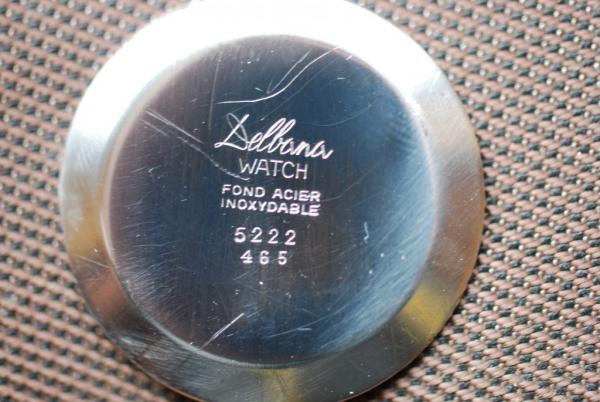 Delbana
WATCH
FOND ACIER
INOXYDABLE
5222
465